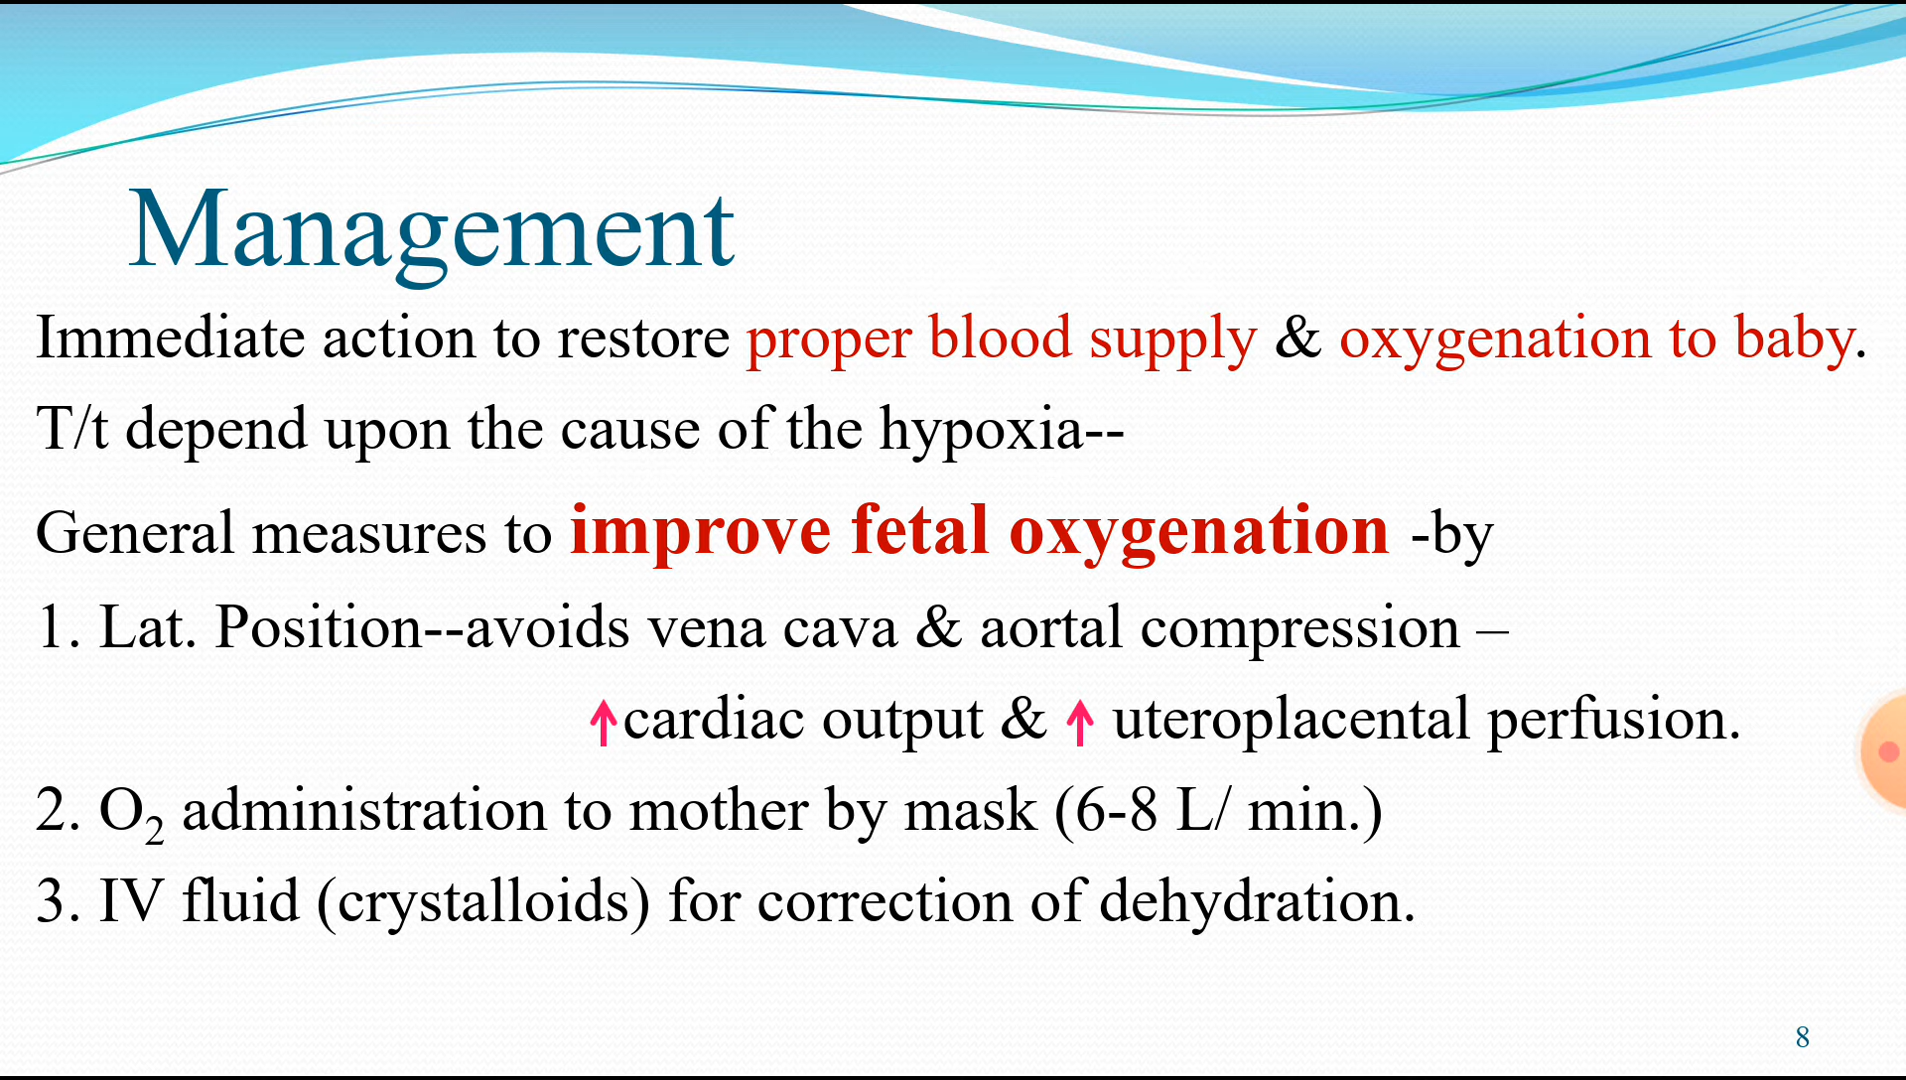 Management
Immediate action to restore proper blood supply & oxygenation to baby.
T/t depend upon the cause of the hypoxia--
General measures to improve fetal oxygenation -by
1. Lat. Position--avoids vena cava & aortal compression –
↑cardiac output & ↑ uteroplacental perfusion.
2. O₂ administration to mother by mask (6-8 L/ min.)
3. IV fluid (crystalloids) for correction of dehydration.
8